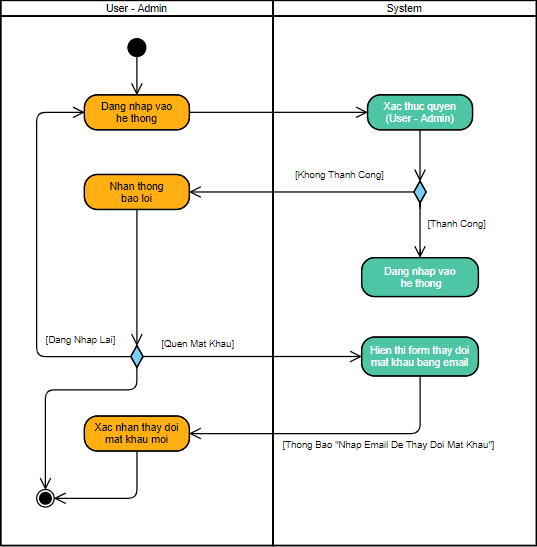 User - Admin
System
Dang nhap vao
he thong
Xac thuc quyen
(User - Admin)
[Khong Thanh Cong]
Nhan thong
bao loi
[Thanh Cong]
Dang nhap vao
he thong
[Dang Nhap Lai]
[Quen Mat Khau]
Hien thi form thay doi
mat khau bang email
Xac nhan thay doi
mat khau moi
[Thong Bao "Nhap Email De Thay Doi Mat Khau"]